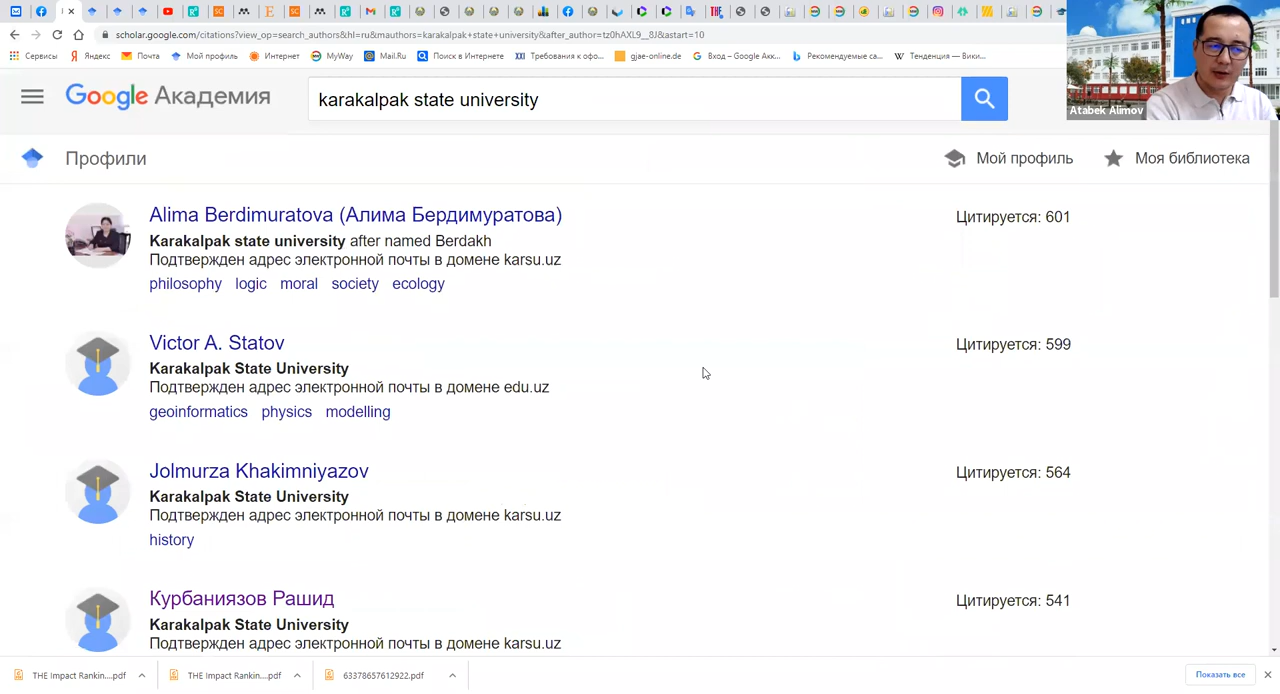 scholar.google.com/citations?view_op=search_authors&hl=ru&mauthors=karakalpak+state+university&after_author=tz0hAXL9__8J&astart=10
Сервисы Яндекс Почта Мой профиль Интернет MyWay Mail.Ru Поиск в Интернете Требования к офо... gjae-online.de Вход – Google Акк... Рекомендуемые са... Тенденция — Вики...
Atabek Alimov
Google Академия
karakalpak state university
Профили Мой профиль Моя библиотека
Alima Berdimuratova (Алима Бердимуратова) Цитируется: 601
Karakalpak state university after named Berdakh
Подтвержден адрес электронной почты в домене karsu.uz
philosophy logic moral society ecology
Victor A. Statov Цитируется: 599
Karakalpak State University
Подтвержден адрес электронной почты в домене edu.uz
geoinformatics physics modelling
Jolmurza Khakimniyazov Цитируется: 564
Karakalpak State University
Подтвержден адрес электронной почты в домене karsu.uz
history
Курбаниязов Рашид Цитируется: 541
Karakalpak State University
Подтвержден адрес электронной почты в домене karsu.uz
THE Impact Rankin....pdf THE Impact Rankin....pdf 63378657612922.pdf Показать все